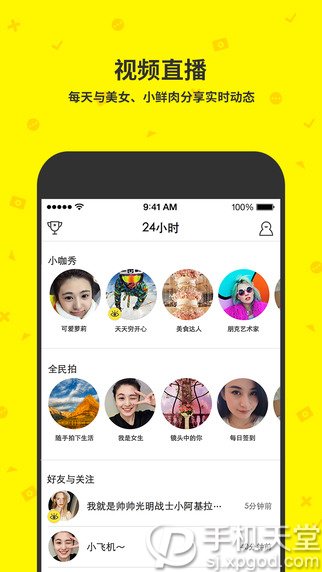 视频直播
每天与美女、小鲜肉分享实时动态
9:41 AM
100%
24小时
小咖秀
可爱萝莉
天天穷开心
美食达人
朋克艺术家
全民拍
随手拍下生活
我是女生
镜头中的你
每日签到
好友与关注
我就是帅帅光明战士小阿基拉…
5分钟前
小飞机～
分钟前
手机天堂
sj.xpgod.com